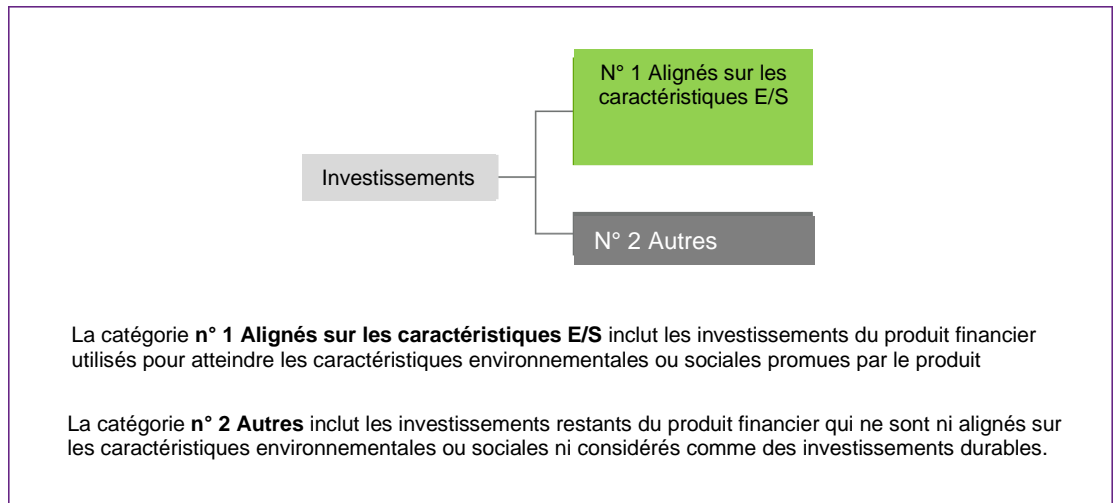 N° 1 Alignés sur les
caractéristiques E/S
Investissements
N° 2 Autres
La catégorie n° 1 Alignés sur les caractéristiques E/S inclut les investissements du produit financier
utilisés pour atteindre les caractéristiques environnementales ou sociales promues par le produit
La catégorie n° 2 Autres inclut les investissements restants du produit financier qui ne sont ni alignés sur
les caractéristiques environnementales ou sociales ni considérés comme des investissements durables.